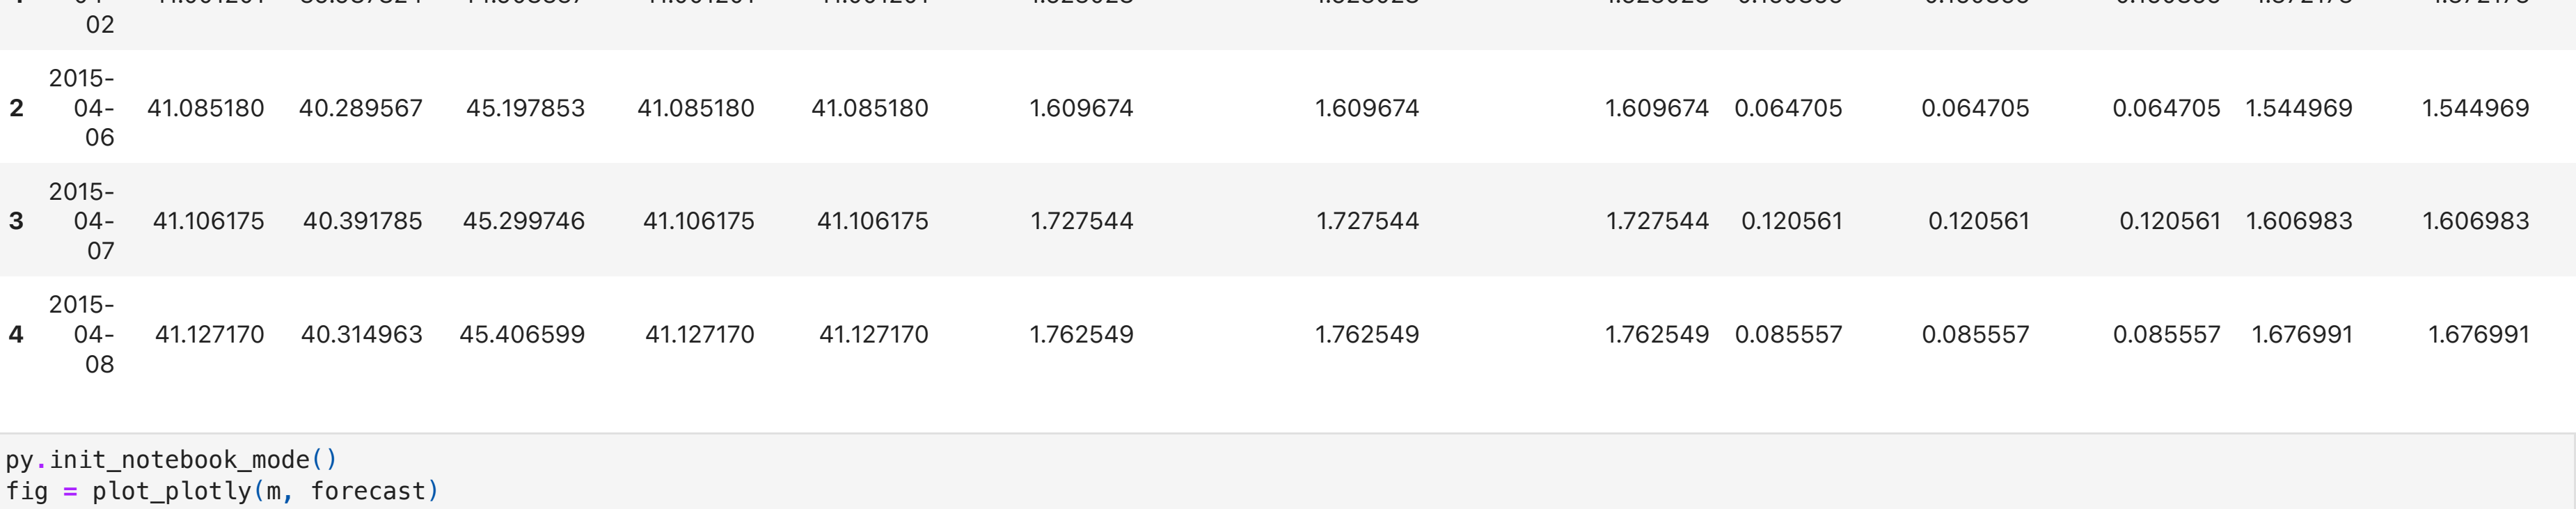 02
2015-
04-
06
2 41.085180 40.289567 45.197853 41.085180 41.085180 1.609674 1.609674 1.609674 0.064705 0.064705 0.064705 1.544969 1.544969
2015-
04-
07
3 41.106175 40.391785 45.299746 41.106175 41.106175 1.727544 1.727544 1.727544 0.120561 0.120561 0.120561 1.606983 1.606983
2015-
04-
08
4 41.127170 40.314963 45.406599 41.127170 41.127170 1.762549 1.762549 1.762549 0.085557 0.085557 0.085557 1.676991 1.676991
py.init_notebook_mode()
fig = plot_plotly(m, forecast)